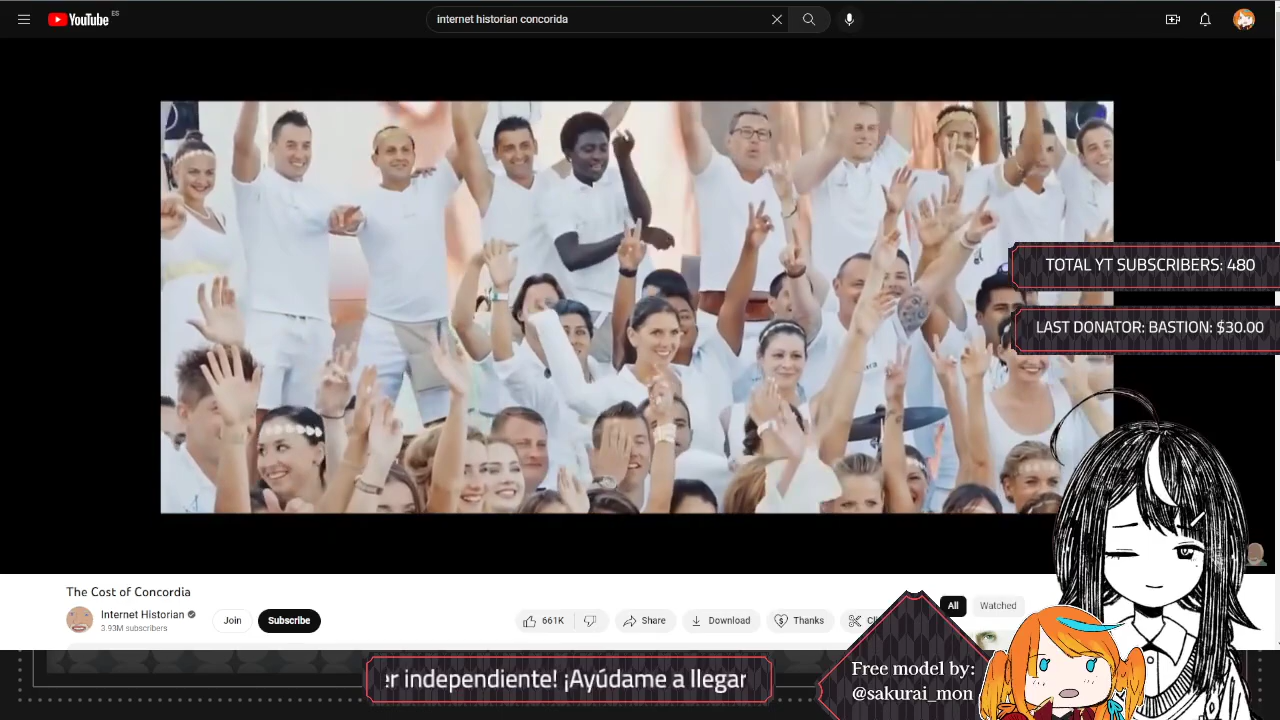 YouTube ES
internet historian concorida
TOTAL YT SUBSCRIBERS: 480
LAST DONATOR: BASTION: $30.00
The Cost of Concordia
Internet Historian
3.93M subscribers
Join
Subscribe
661K
Share
Download
Thanks
All
Watched
er independiente! ¡Ayúdame a llegar
Free model by:
@sakurai_mon